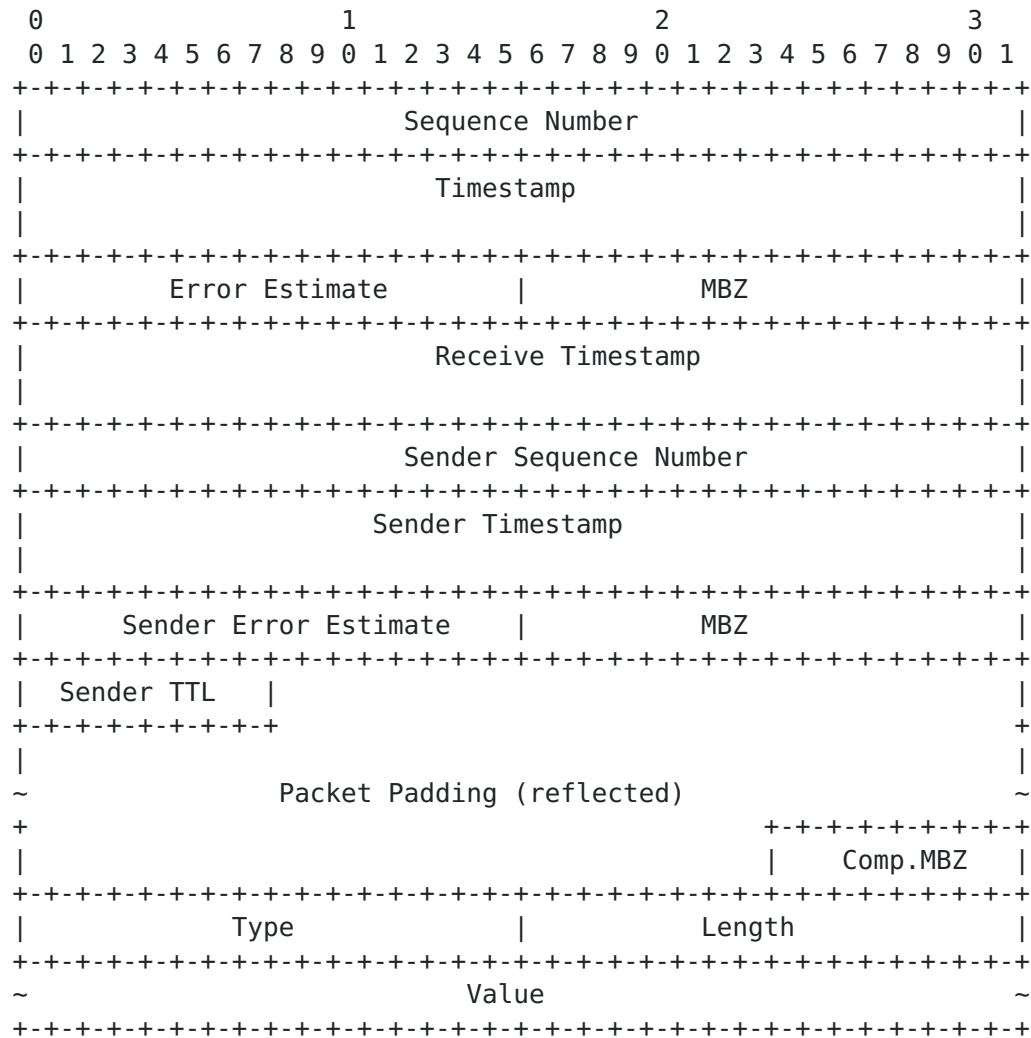 0                   1                   2                   3
 0 1 2 3 4 5 6 7 8 9 0 1 2 3 4 5 6 7 8 9 0 1 2 3 4 5 6 7 8 9 0 1
+-+-+-+-+-+-+-+-+-+-+-+-+-+-+-+-+-+-+-+-+-+-+-+-+-+-+-+-+-+-+-+-+
|                        Sequence Number                        |
+-+-+-+-+-+-+-+-+-+-+-+-+-+-+-+-+-+-+-+-+-+-+-+-+-+-+-+-+-+-+-+-+
|                          Timestamp                            |
|                                                               |
+-+-+-+-+-+-+-+-+-+-+-+-+-+-+-+-+-+-+-+-+-+-+-+-+-+-+-+-+-+-+-+-+
|         Error Estimate        |           MBZ                 |
+-+-+-+-+-+-+-+-+-+-+-+-+-+-+-+-+-+-+-+-+-+-+-+-+-+-+-+-+-+-+-+-+
|                          Receive Timestamp                    |
|                                                               |
+-+-+-+-+-+-+-+-+-+-+-+-+-+-+-+-+-+-+-+-+-+-+-+-+-+-+-+-+-+-+-+-+
|                        Sender Sequence Number                 |
+-+-+-+-+-+-+-+-+-+-+-+-+-+-+-+-+-+-+-+-+-+-+-+-+-+-+-+-+-+-+-+-+
|                      Sender Timestamp                         |
|                                                               |
+-+-+-+-+-+-+-+-+-+-+-+-+-+-+-+-+-+-+-+-+-+-+-+-+-+-+-+-+-+-+-+-+
|      Sender Error Estimate    |           MBZ                 |
+-+-+-+-+-+-+-+-+-+-+-+-+-+-+-+-+-+-+-+-+-+-+-+-+-+-+-+-+-+-+-+-+
|  Sender TTL   |                                               |
+-+-+-+-+-+-+-+-+                                               +
|                                                               |
~                Packet Padding (reflected)                     ~
+                                               +-+-+-+-+-+-+-+-+
|                                               |    Comp.MBZ   |
+-+-+-+-+-+-+-+-+-+-+-+-+-+-+-+-+-+-+-+-+-+-+-+-+-+-+-+-+-+-+-+-+
|             Type              |           Length              |
+-+-+-+-+-+-+-+-+-+-+-+-+-+-+-+-+-+-+-+-+-+-+-+-+-+-+-+-+-+-+-+-+
~                            Value                              ~
+-+-+-+-+-+-+-+-+-+-+-+-+-+-+-+-+-+-+-+-+-+-+-+-+-+-+-+-+-+-+-+-+